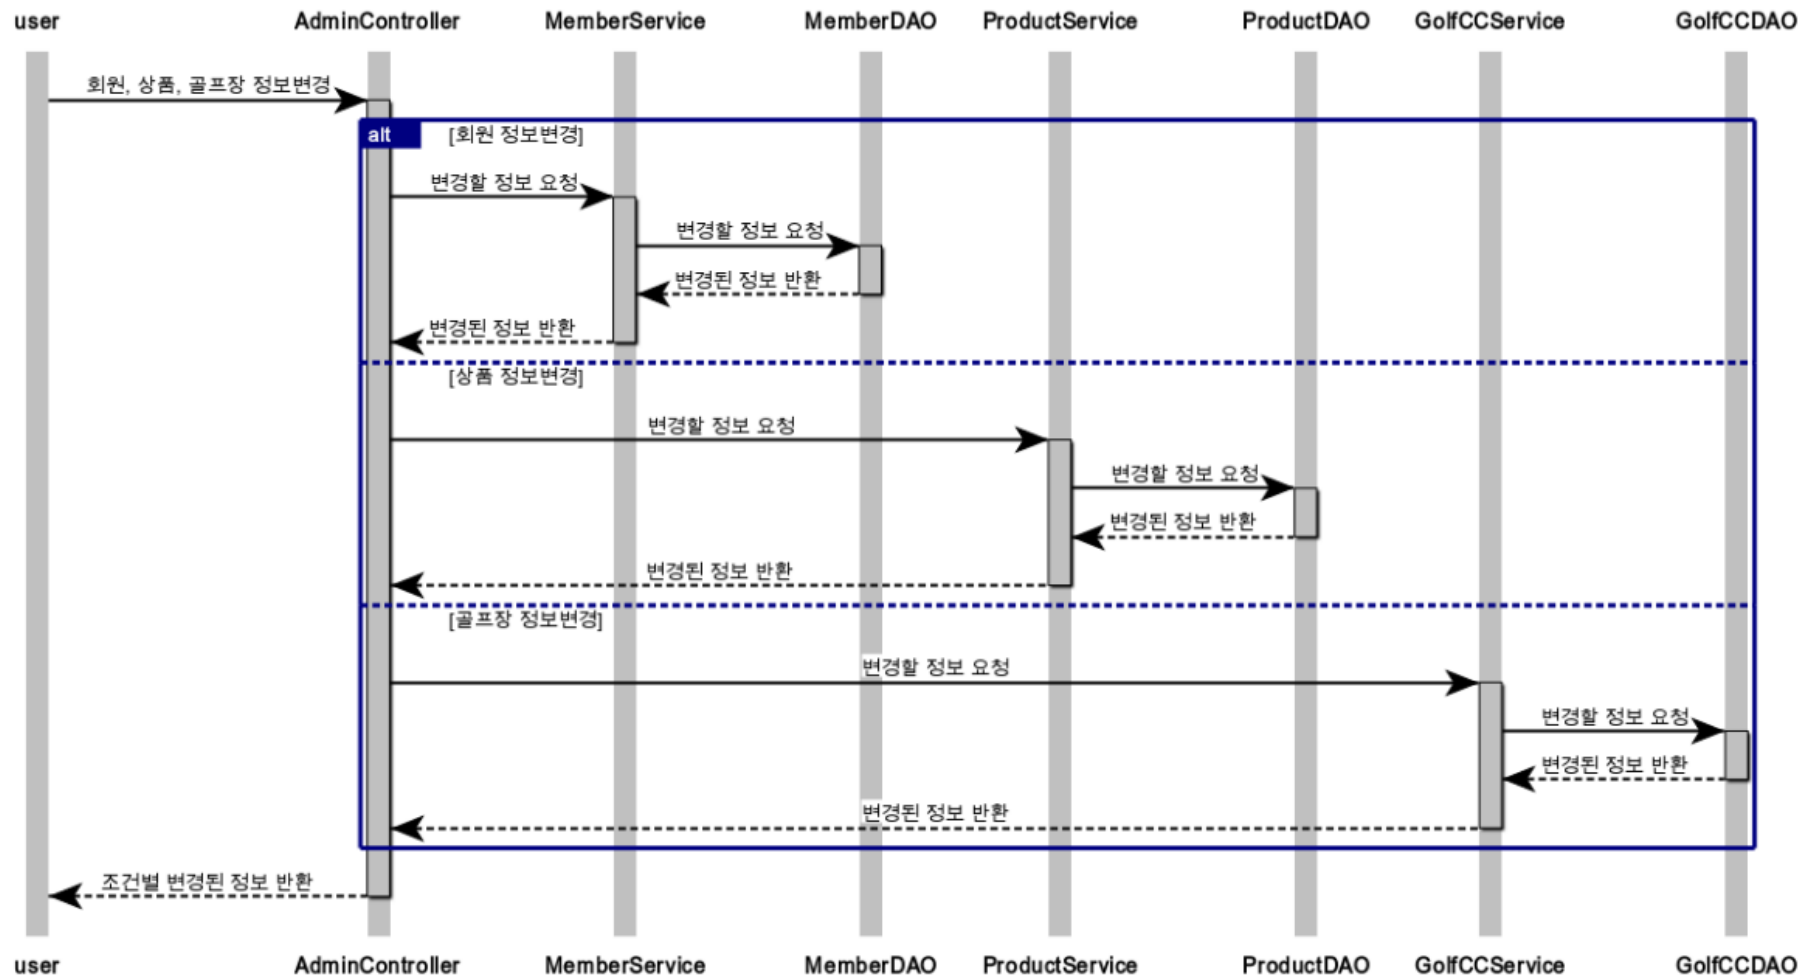 user AdminController MemberService MemberDAO ProductService ProductDAO GolfCCService GolfCCDAO
회원, 상품, 골프장 정보변경
alt [회원 정보변경]
변경할 정보 요청
변경할 정보 요청
변경된 정보 반환
변경된 정보 반환
[상품 정보변경]
변경할 정보 요청
변경할 정보 요청
변경된 정보 반환
변경된 정보 반환
[골프장 정보변경]
변경할 정보 요청
변경할 정보 요청
변경된 정보 반환
변경된 정보 반환
조건별 변경된 정보 반환
user AdminController MemberService MemberDAO ProductService ProductDAO GolfCCService GolfCCDAO